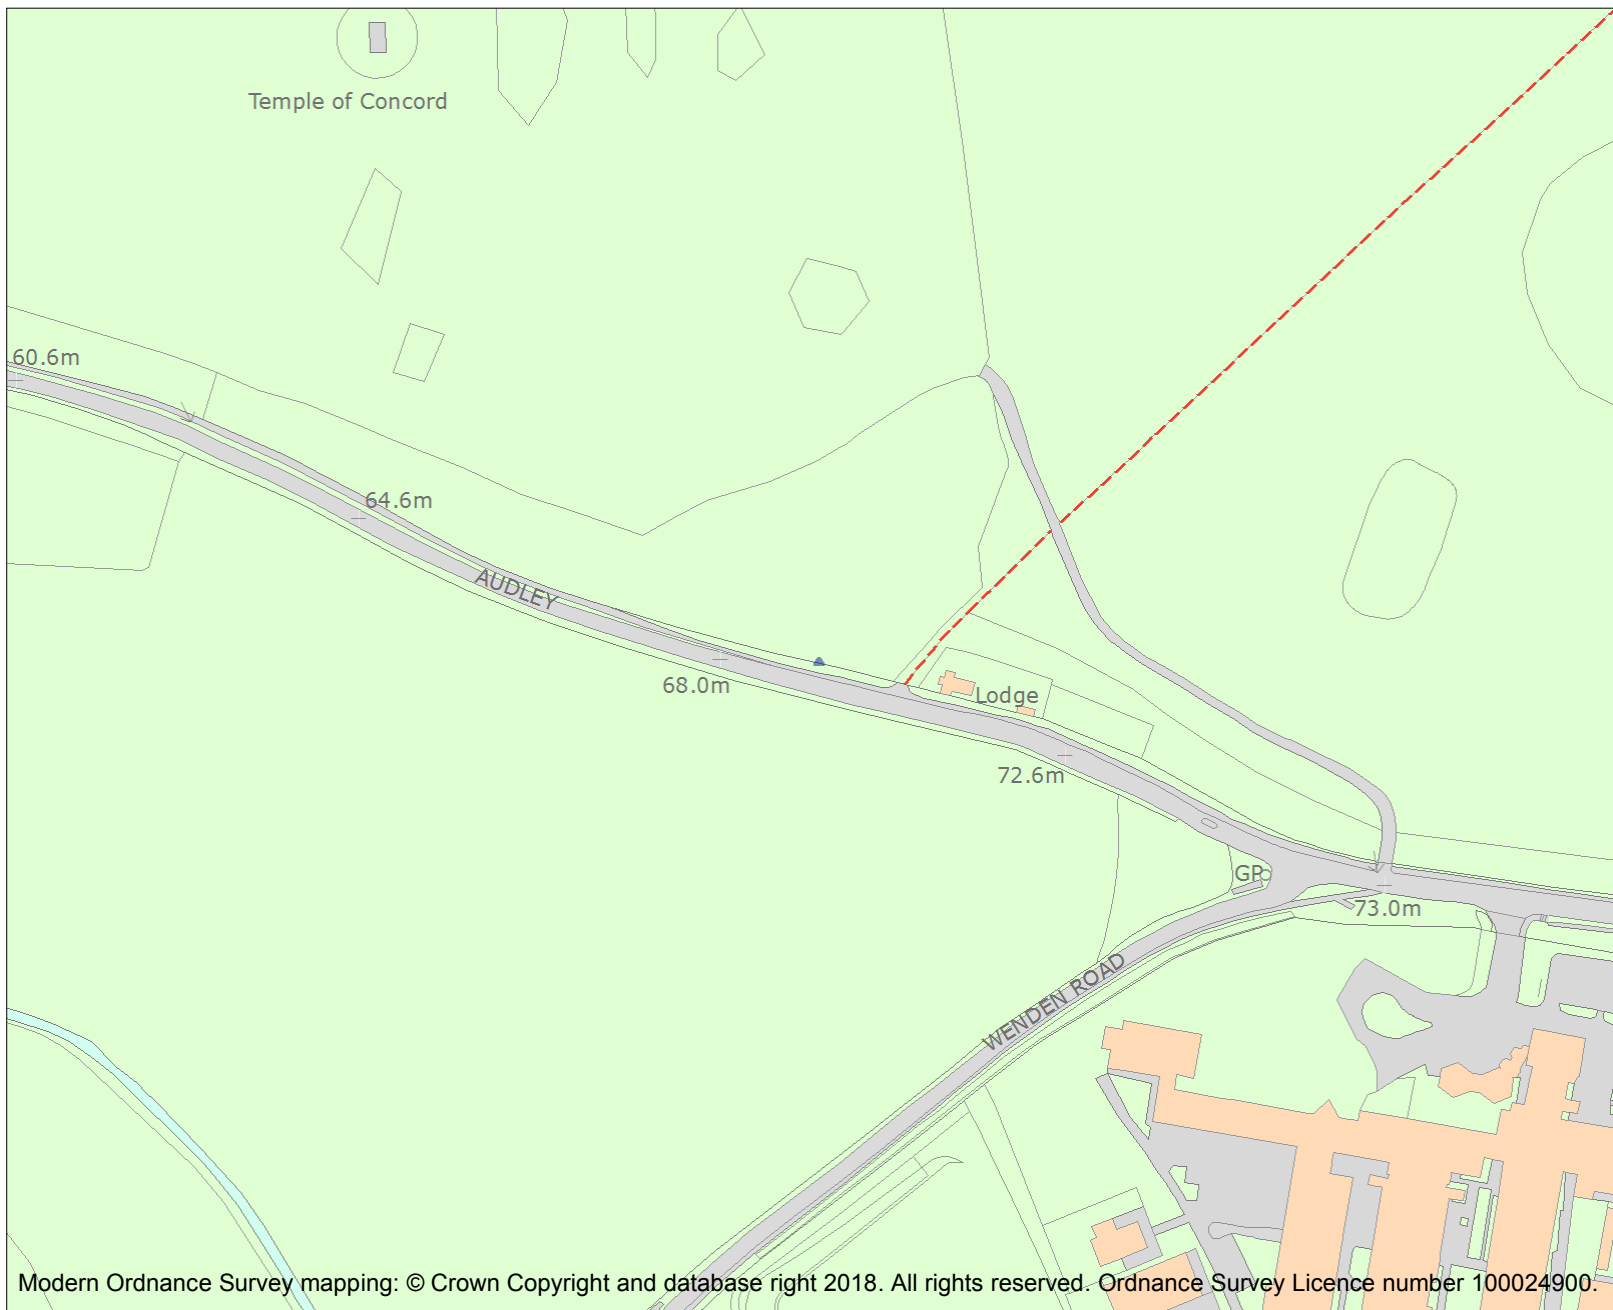 Temple of Concord
60.6m
64.6m
AUDLEY
68.0m
Lodge
72.6m
GP
73.0m
WENDEN ROAD
Modern Ordnance Survey mapping: © Crown Copyright and database right 2018. All rights reserved. Ordnance Survey Licence number 100024900.